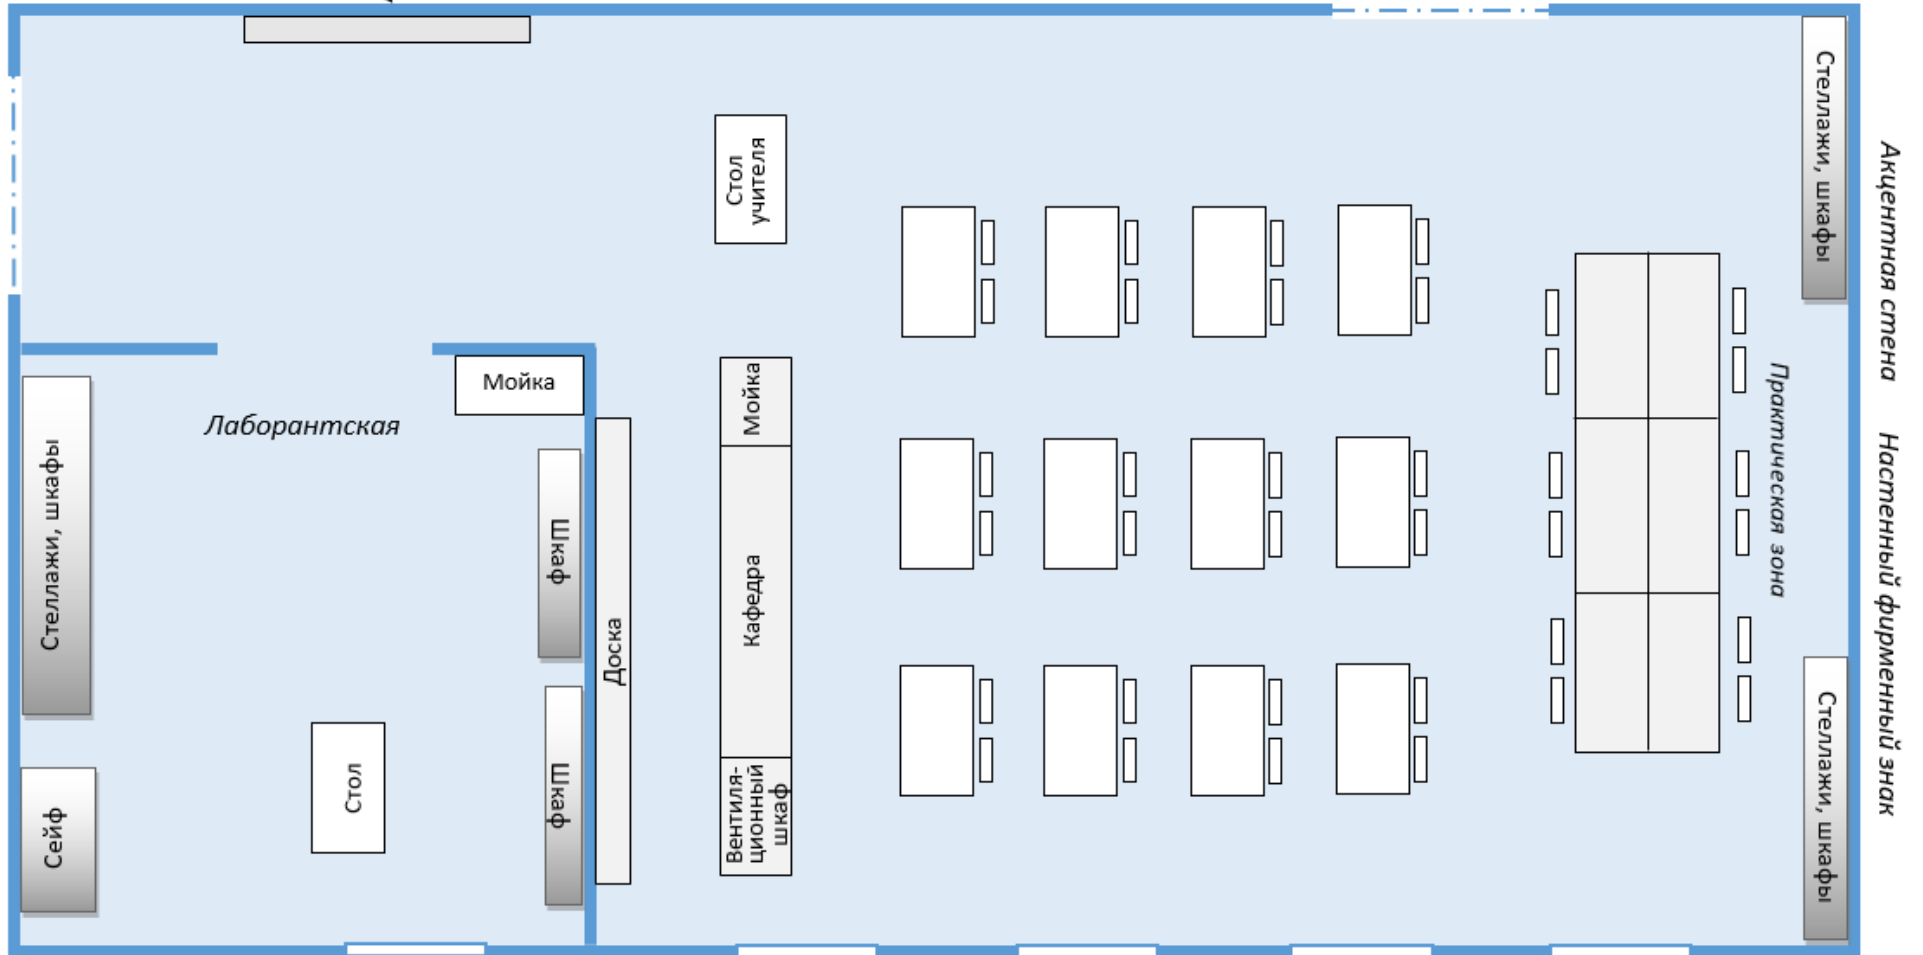 Стол
учителя
Стеллажи, шкафы
Акцентная стена
Мойка
Мойка
Лаборантская
Стеллажи, шкафы
Шкаф
Доска
Кафедра
Практическая зона
Настенный фирменный знак
Сейф
Стол
Шкаф
Вентиля-
ционный
шкаф
Стеллажи, шкафы